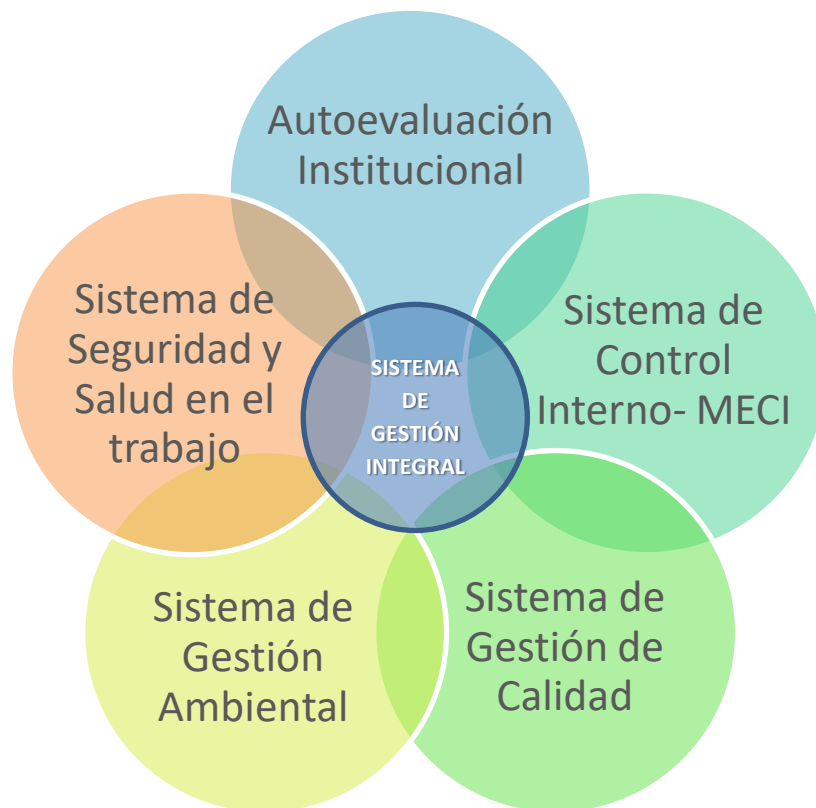 Autoevaluación
Institucional
Sistema de
Seguridad y
Salud en el
trabajo
Sistema de
Control
Interno- MECI
SISTEMA
DE
GESTIÓN
INTEGRAL
Sistema de
Gestión
Ambiental
Sistema de
Gestión de
Calidad